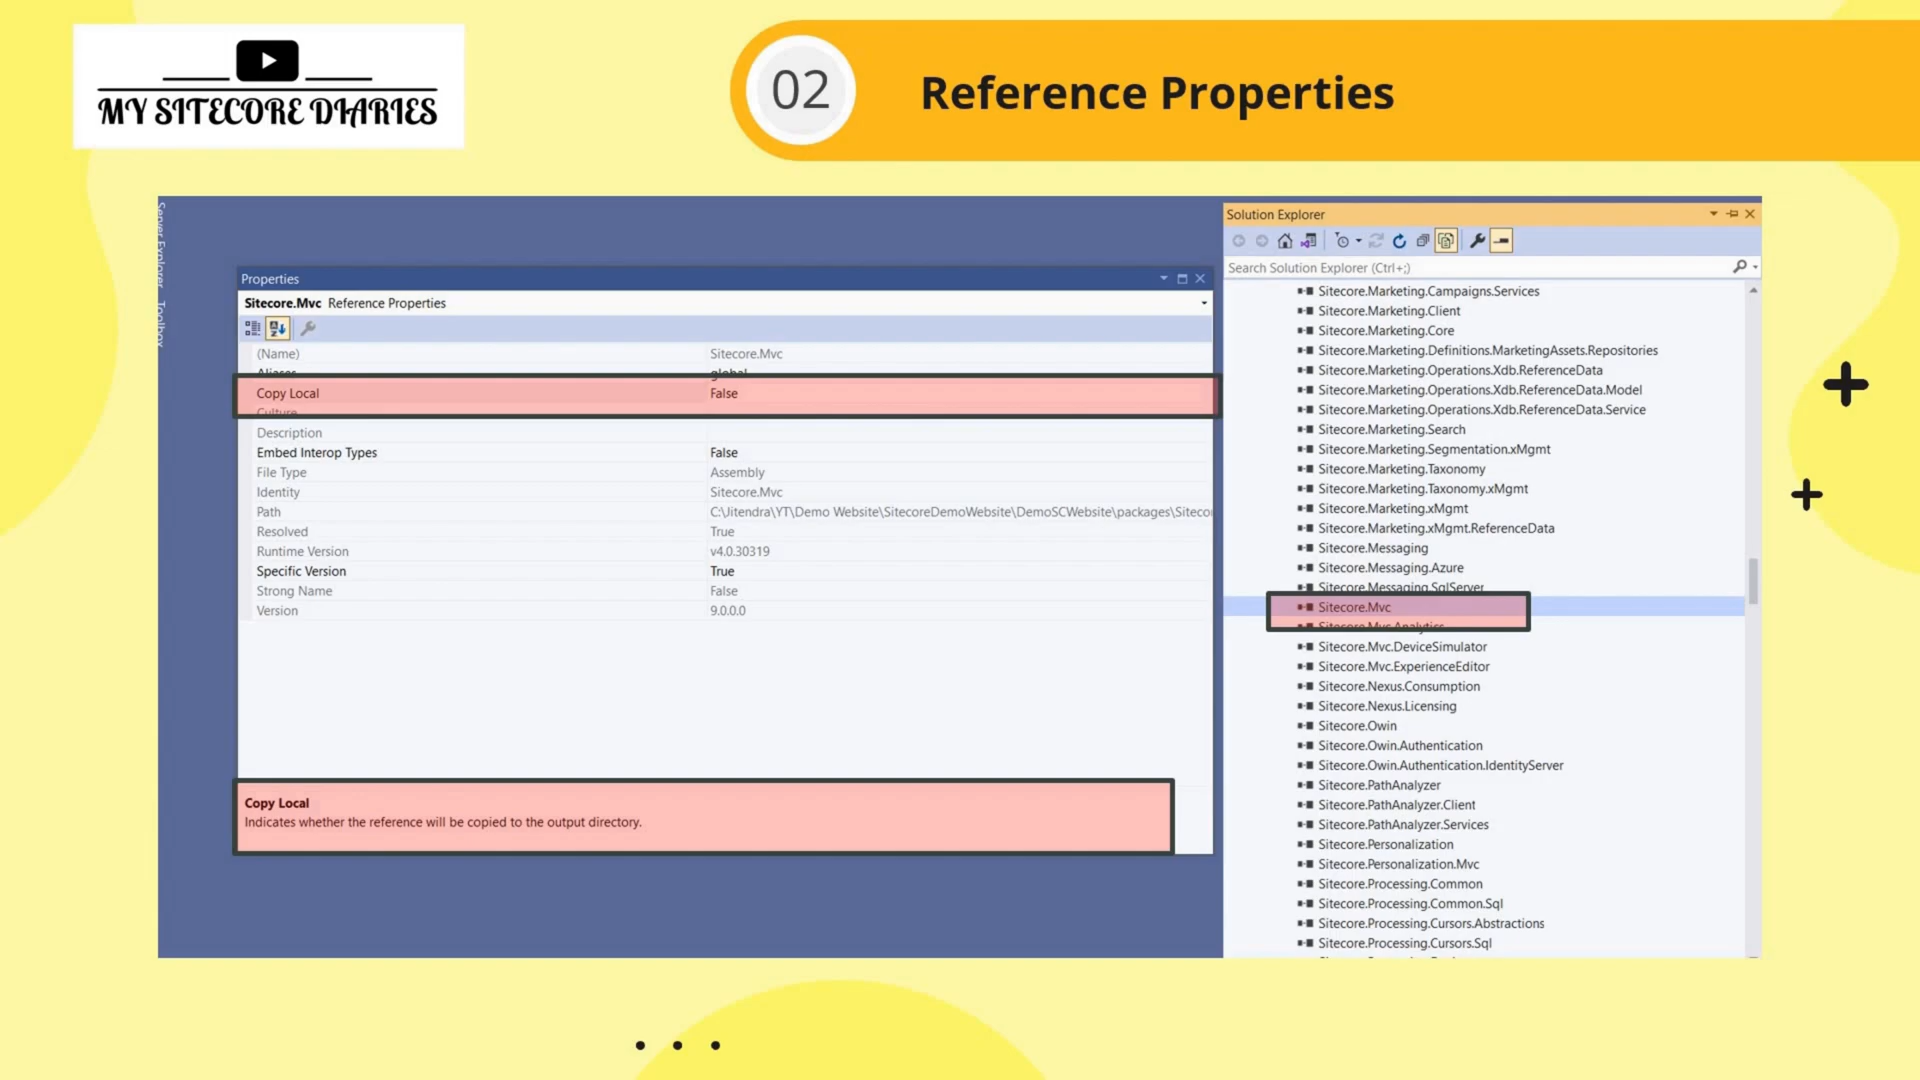 MY SITECORE DIARIES
02
Reference Properties
Server Explorer
Toolbox
Properties
Sitecore.Mvc Reference Properties
(Name) Sitecore.Mvc
Aliases global
Copy Local False
Culture
Description
Embed Interop Types False
File Type Assembly
Identity Sitecore.Mvc
Path C:\Jitendra\YT\Demo Website\SitecoreDemoWebsite\DemoSCWebsite\packages\Siteco
Resolved True
Runtime Version v4.0.30319
Specific Version True
Strong Name False
Version 9.0.0.0
Copy Local
Indicates whether the reference will be copied to the output directory.
Solution Explorer
Search Solution Explorer (Ctrl+;)
Sitecore.Marketing.Campaigns.Services
Sitecore.Marketing.Client
Sitecore.Marketing.Core
Sitecore.Marketing.Definitions.MarketingAssets.Repositories
Sitecore.Marketing.Operations.Xdb.ReferenceData
Sitecore.Marketing.Operations.Xdb.ReferenceData.Model
Sitecore.Marketing.Operations.Xdb.ReferenceData.Service
Sitecore.Marketing.Search
Sitecore.Marketing.Segmentation.xMgmt
Sitecore.Marketing.Taxonomy
Sitecore.Marketing.Taxonomy.xMgmt
Sitecore.Marketing.xMgmt
Sitecore.Marketing.xMgmt.ReferenceData
Sitecore.Messaging
Sitecore.Messaging.Azure
Sitecore.Messaging.SqlServer
Sitecore.Mvc
Sitecore.Mvc.Analytics
Sitecore.Mvc.DeviceSimulator
Sitecore.Mvc.ExperienceEditor
Sitecore.Nexus.Consumption
Sitecore.Nexus.Licensing
Sitecore.Owin
Sitecore.Owin.Authentication
Sitecore.Owin.Authentication.IdentityServer
Sitecore.PathAnalyzer
Sitecore.PathAnalyzer.Client
Sitecore.PathAnalyzer.Services
Sitecore.Personalization
Sitecore.Personalization.Mvc
Sitecore.Processing.Common
Sitecore.Processing.Common.Sql
Sitecore.Processing.Cursors.Abstractions
Sitecore.Processing.Cursors.Sql